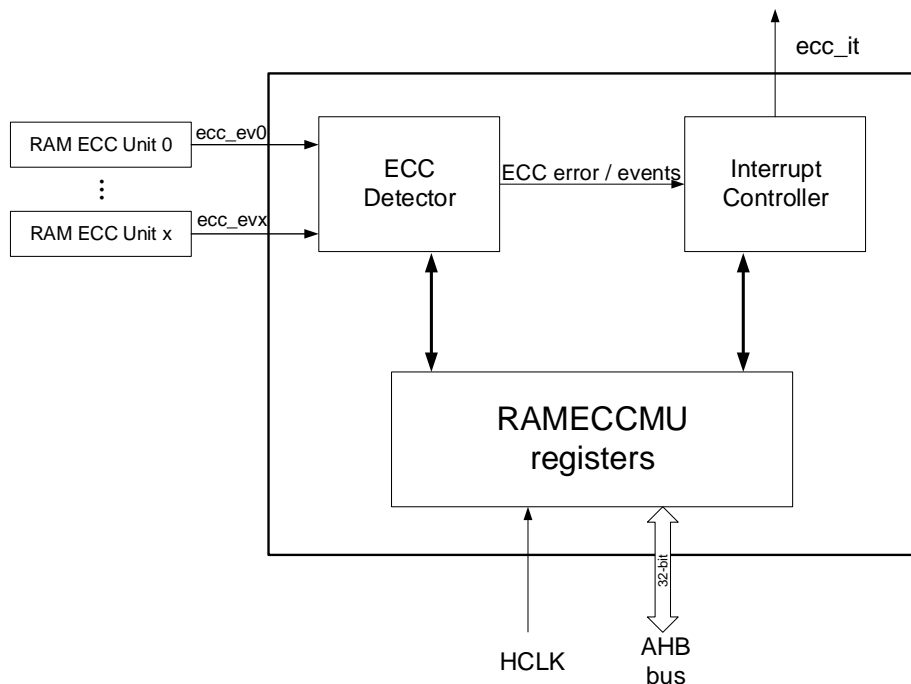 ecc_it
RAM ECC Unit 0
ecc_ev0
⋮
RAM ECC Unit x
ecc_evx
ECC
Detector
ECC error / events
Interrupt
Controller
RAMECCMU
registers
32-bit
HCLK
AHB
bus